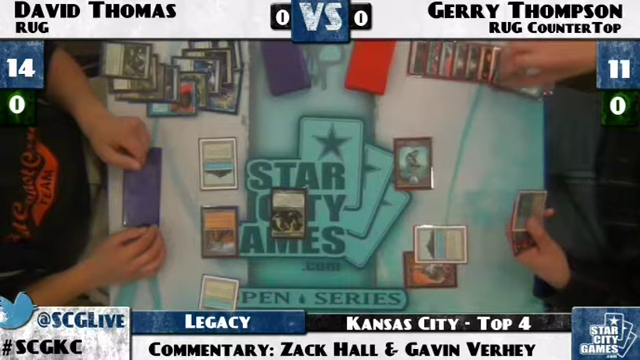 DAVID THOMAS
RUG
0
VS
0
GERRY THOMPSON
RUG COUNTERTOP
14
0
11
0
STAR
CITY
GAMES
.com
OPEN SERIES
TEAM
@SCGLIVE
#SCGKC
LEGACY
KANSAS CITY - TOP 4
COMMENTARY: ZACK HALL & GAVIN VERHEY
STAR
CITY
GAMES